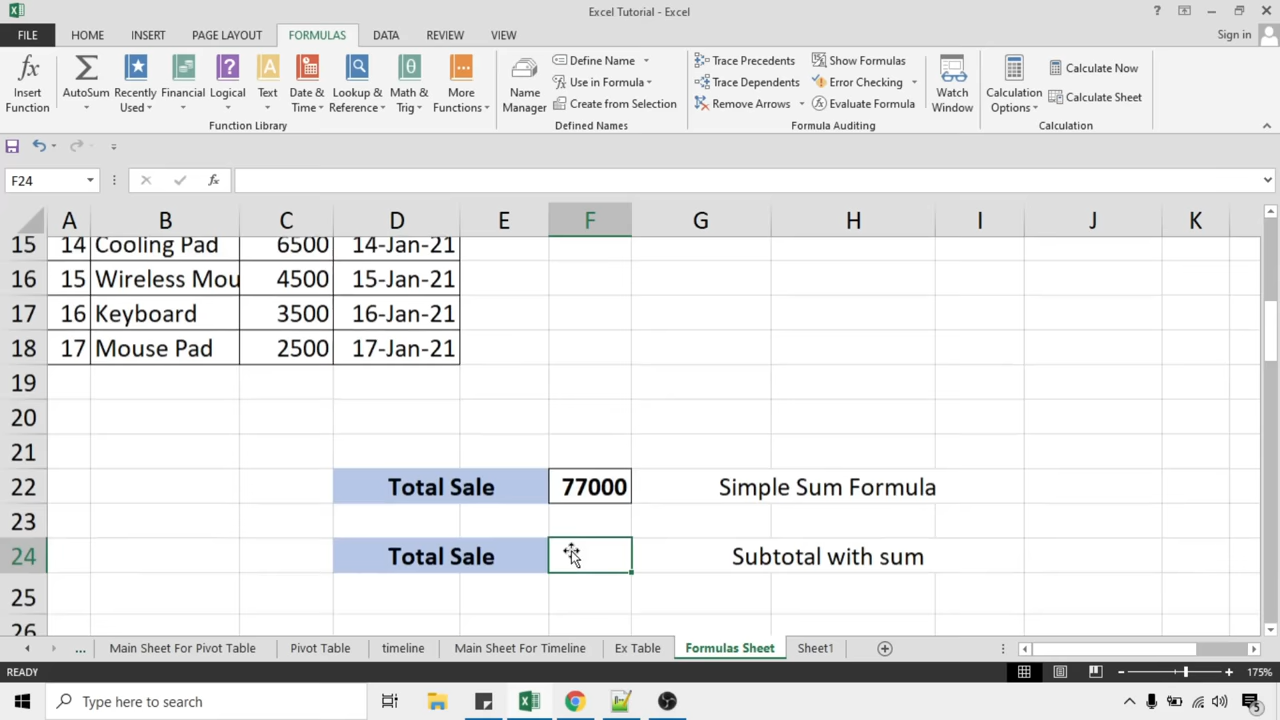 Excel Tutorial - Excel
?
FILE HOME INSERT PAGE LAYOUT FORMULAS DATA REVIEW VIEW Sign in
fx Insert Function
Σ AutoSum
Recently Used
Financial
Logical
Text
Date & Time
Lookup & Reference
Math & Trig
More Functions
Function Library
Name Manager
Define Name
Use in Formula
Create from Selection
Defined Names
Trace Precedents
Trace Dependents
Remove Arrows
Show Formulas
Error Checking
Evaluate Formula
Formula Auditing
Watch Window
Calculation Options
Calculate Now
Calculate Sheet
Calculation
F24 fx
A B C D E F G H I J K
15 14 Cooling Pad 6500 14-Jan-21
16 15 Wireless Mou 4500 15-Jan-21
17 16 Keyboard 3500 16-Jan-21
18 17 Mouse Pad 2500 17-Jan-21
19
20
21
22 Total Sale 77000 Simple Sum Formula
23
24 Total Sale Subtotal with sum
25
26
... Main Sheet For Pivot Table Pivot Table timeline Main Sheet For Timeline Ex Table Formulas Sheet Sheet1
READY 175%
Type here to search 5